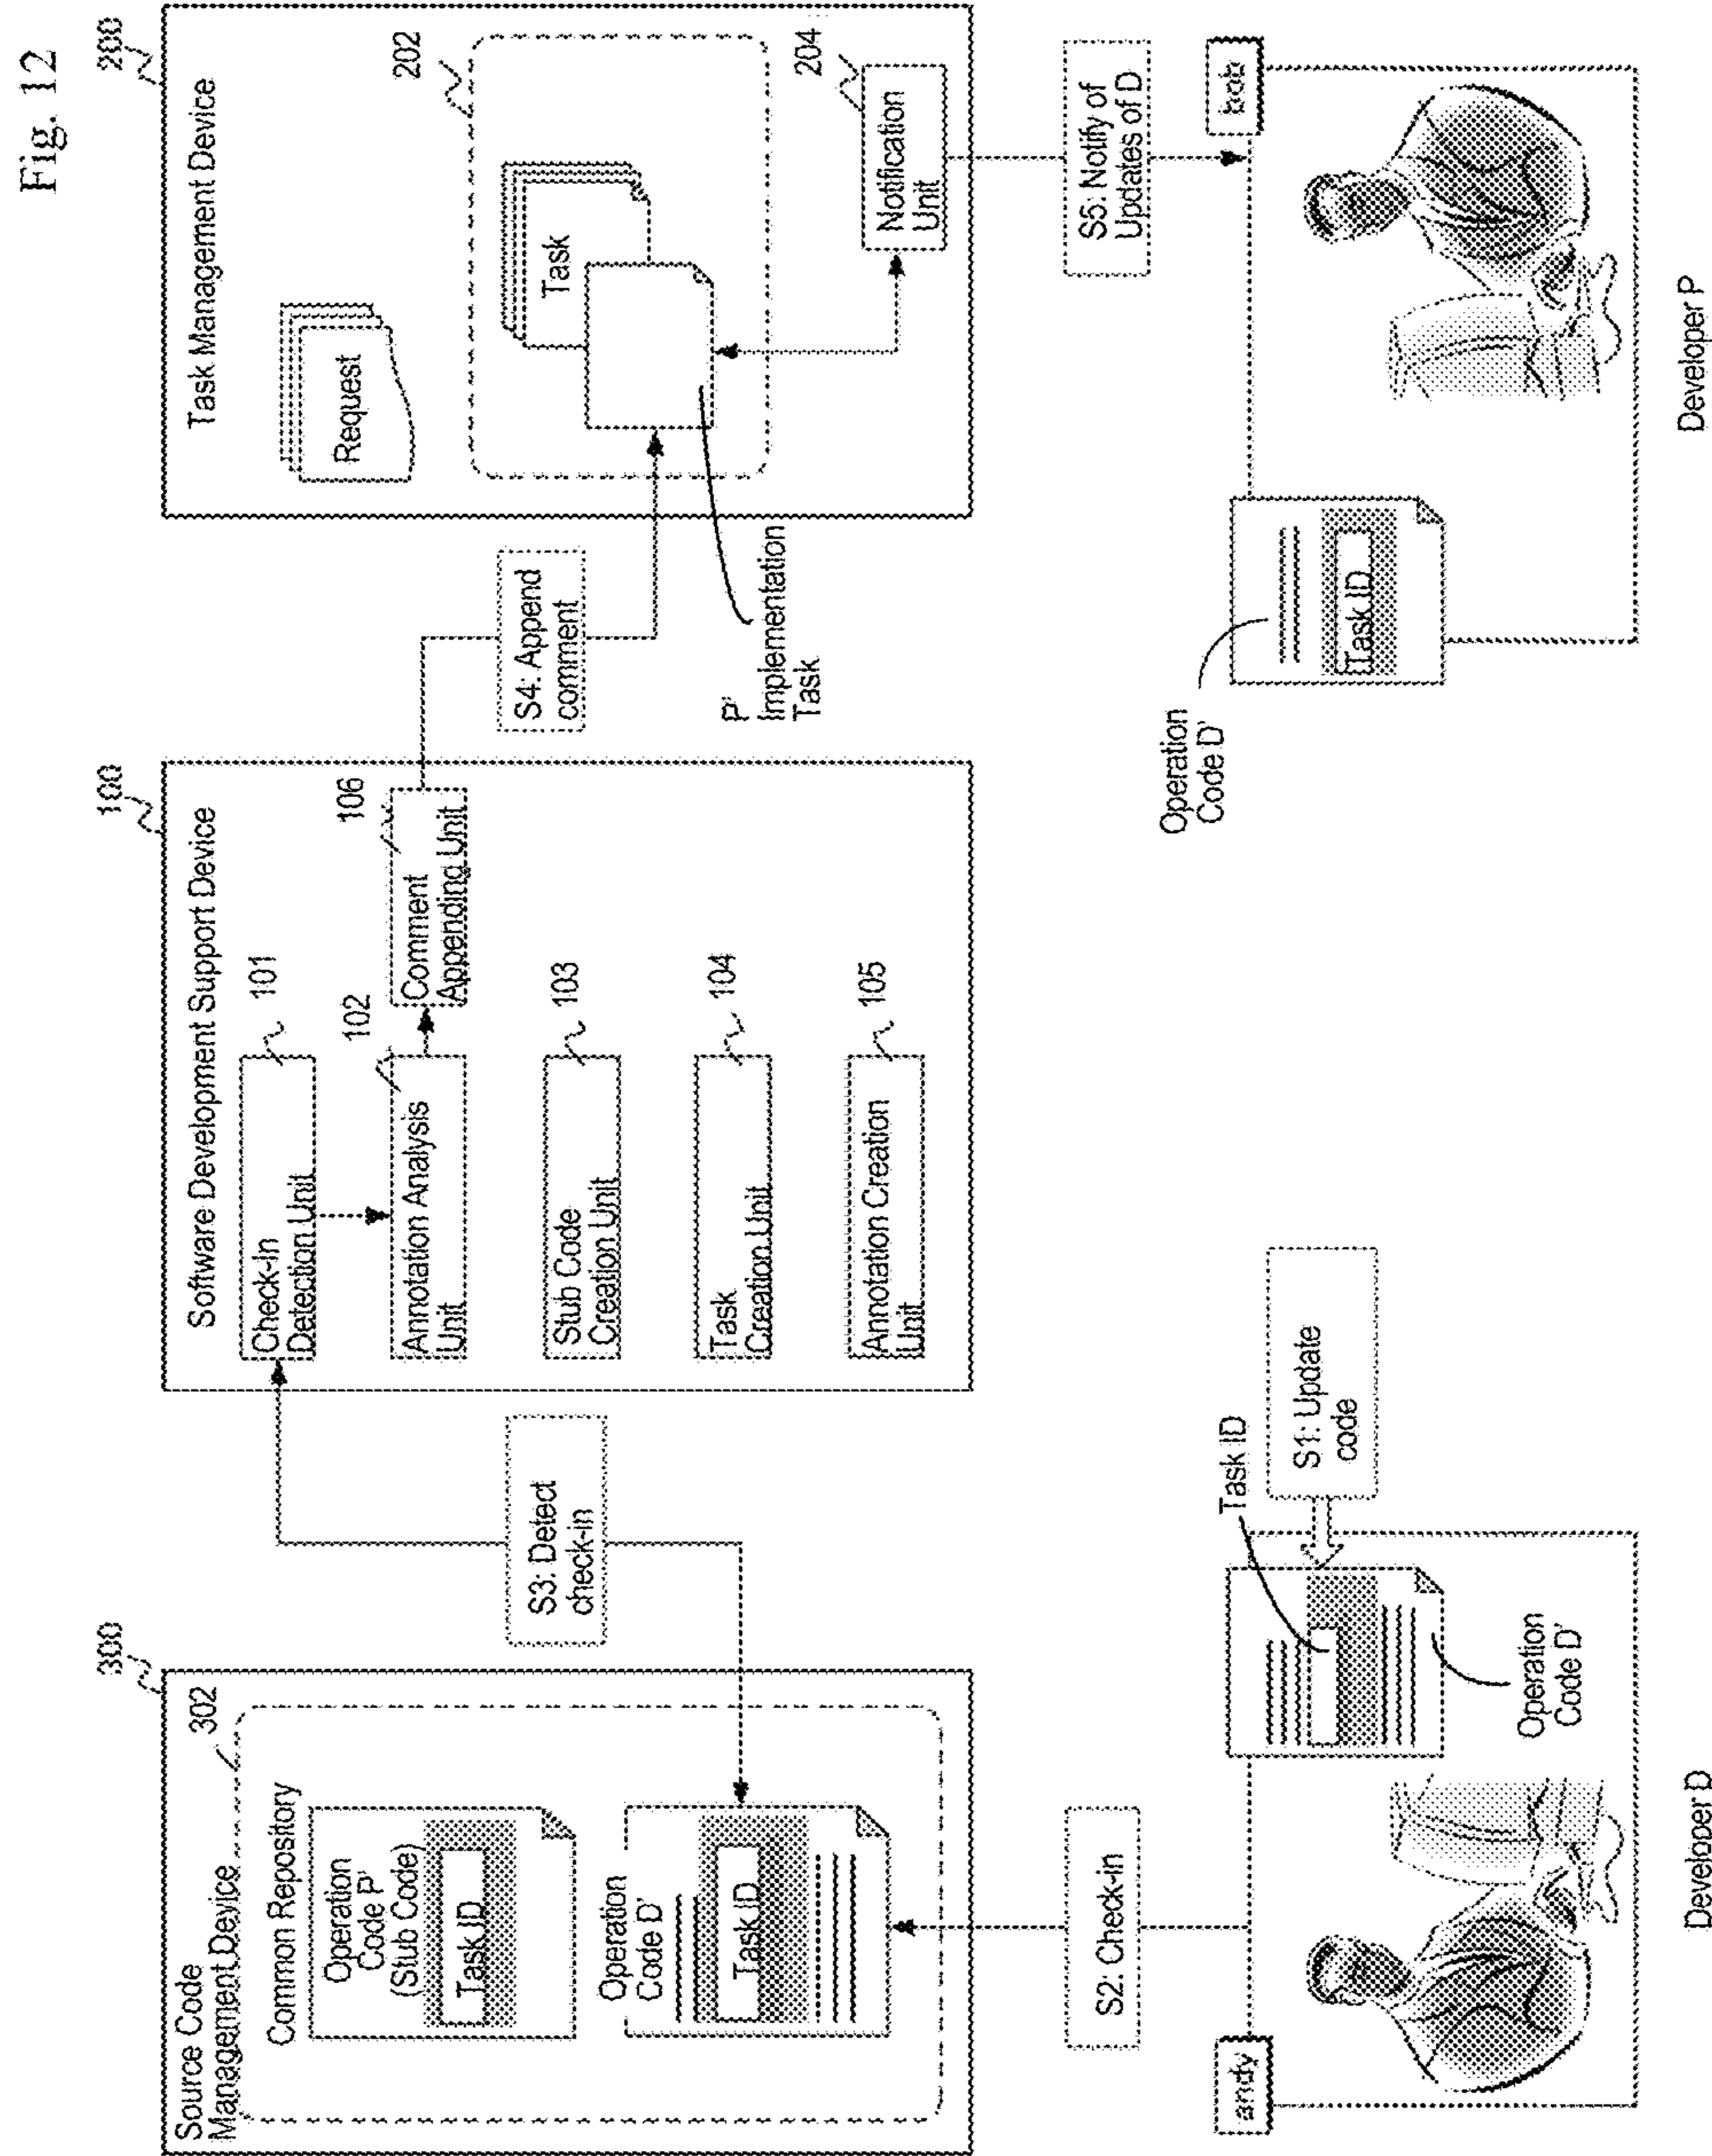 Fig. 12
300
Source Code
Management Device
302
Common Repository
Operation
Code P'
(Stub Code)
Task ID
Operation
Code D'
Task ID
S3: Detect
check-in
100
Software Development Support Device
Check-In
Detection Unit
101
Annotation Analysis
Unit
102
Comment
Appending Unit
106
Stub Code
Creation Unit
103
Task
Creation Unit
104
Annotation Creation
Unit
105
S4: Append
comment
P'
Implementation
Task
200
Task Management Device
Request
202
Task
204
Notification
Unit
S2: Check-in
andy
Task ID
S1: Update
code
Operation
Code D'
Developer D
S5: Notify of
Updates of D
bob
Operation
Code D'
Task ID
Developer P